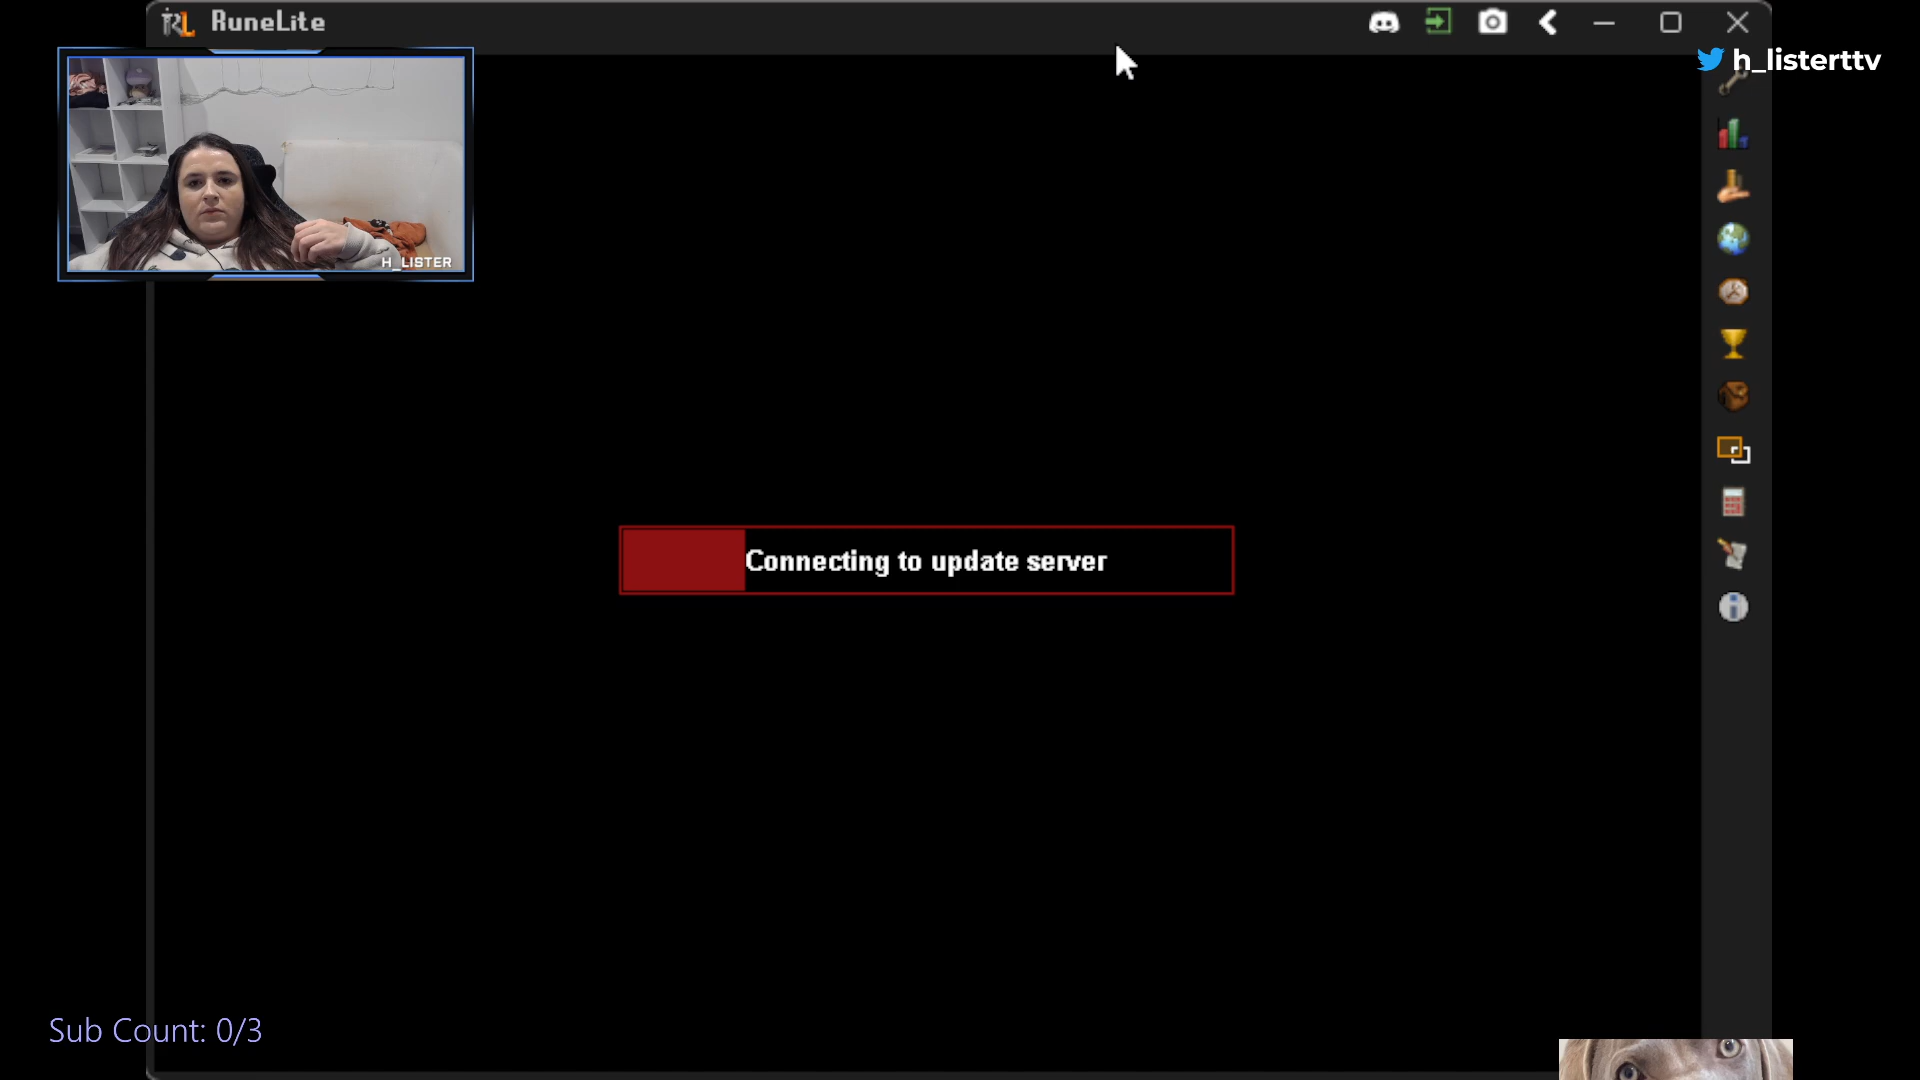 RuneLite
h_listerttv
H_LISTER
Connecting to update server
Sub Count: 0/3